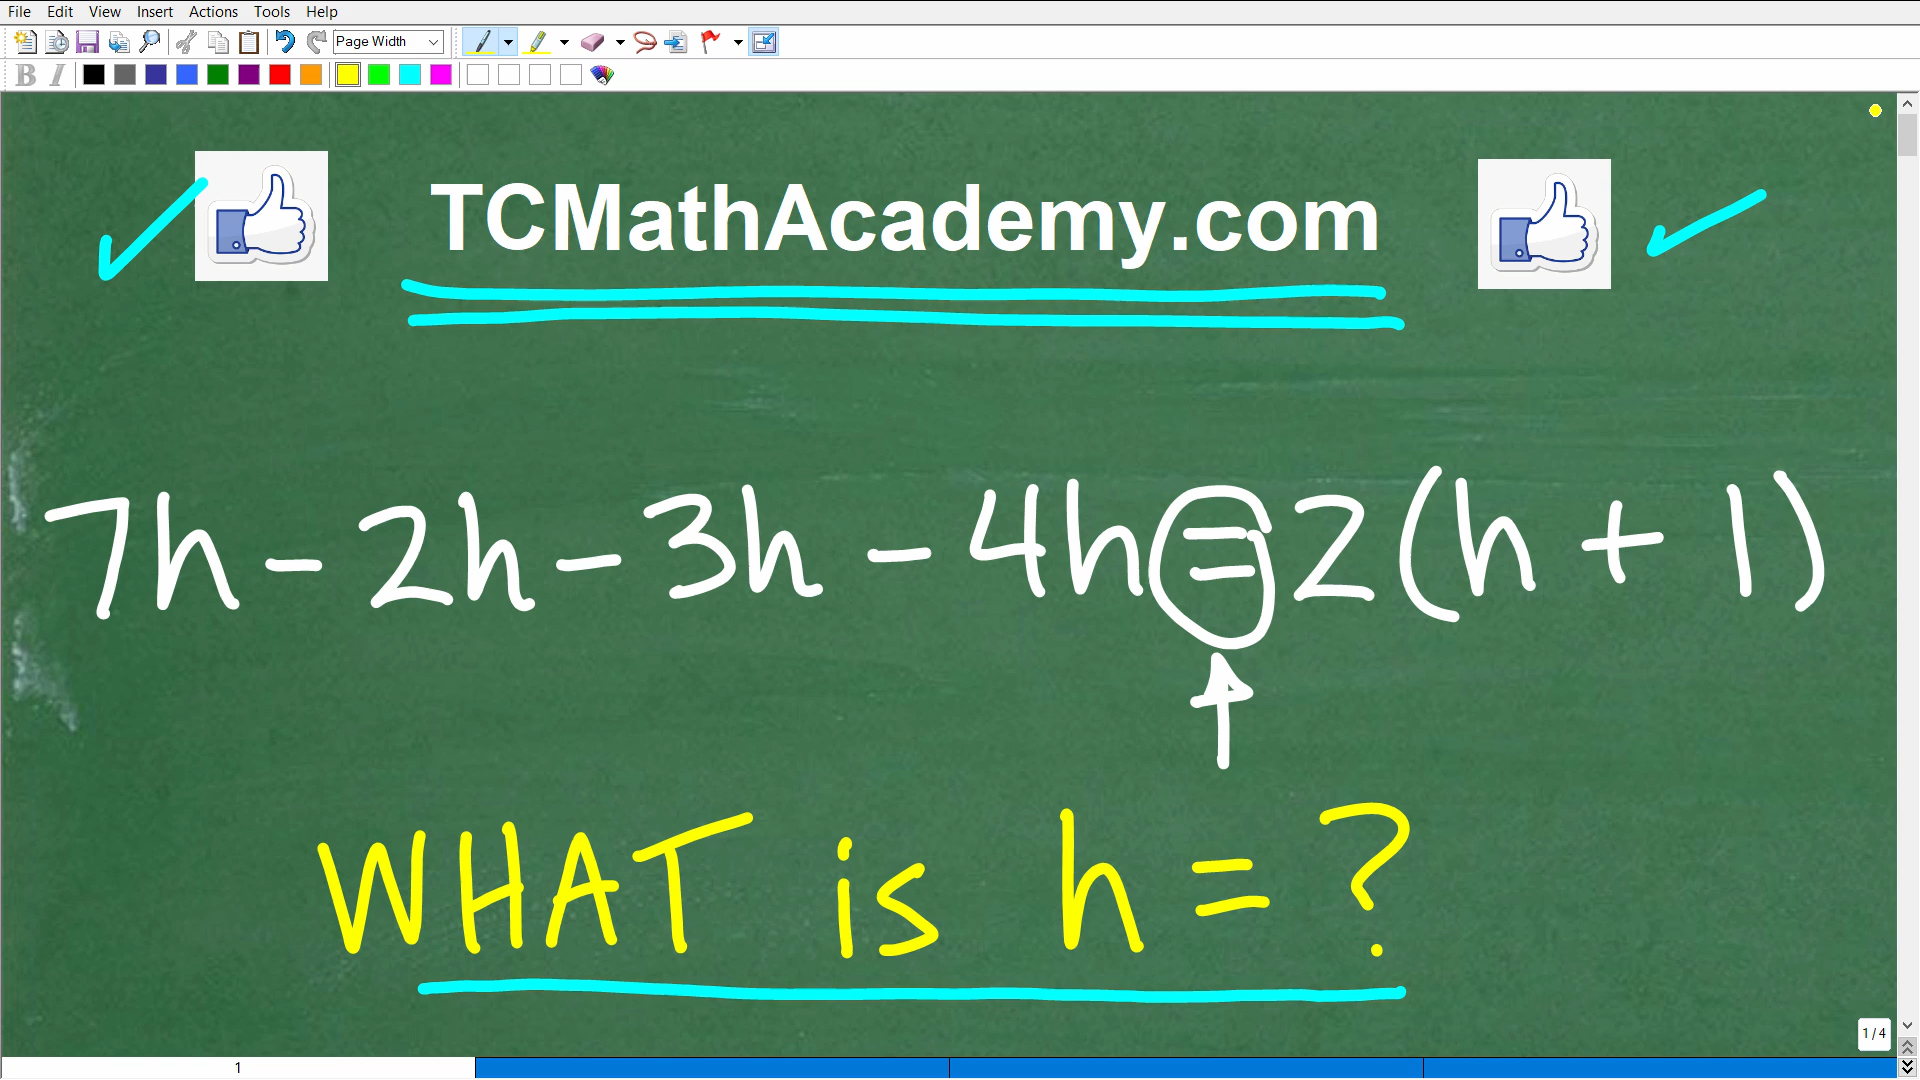 File Edit View Insert Actions Tools Help
Page Width
B I
TCMathAcademy.com
7h - 2h - 3h - 4h = 2(h + 1)
WHAT is h = ?
1 / 4
1